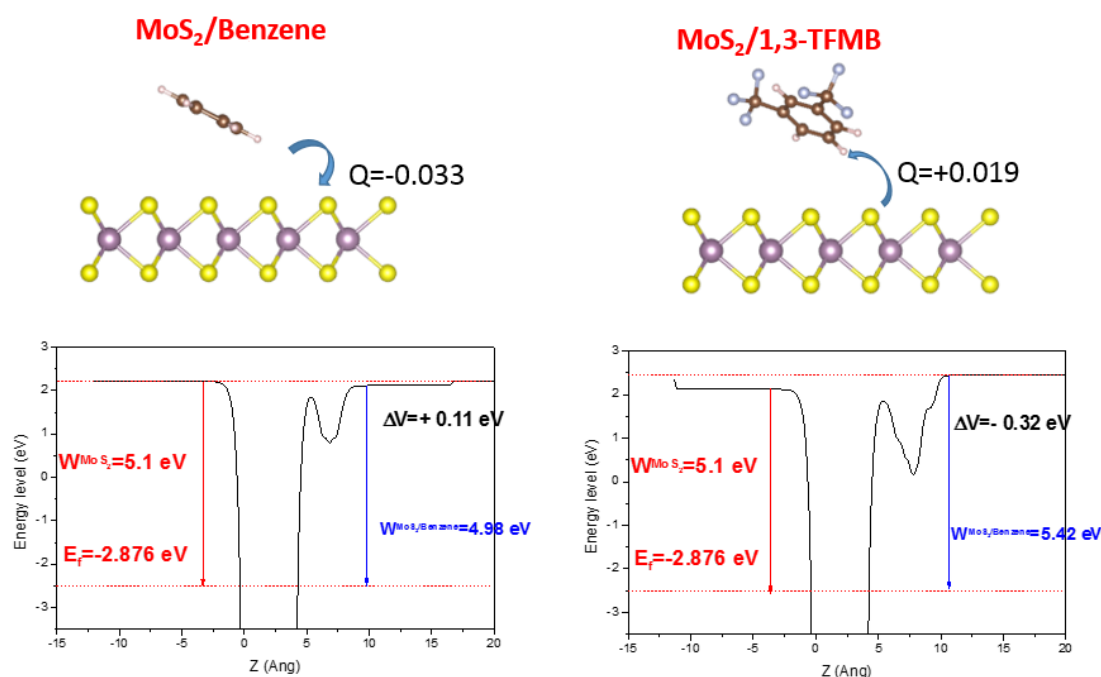 MoS₂/Benzene
MoS₂/1,3-TFMB
Q=-0.033
Q=+0.019
3
2
1
0
-1
-2
-3
Energy level (eV)
ΔV=+ 0.11 eV
W^MoS₂=5.1 eV
W^MoS₂/Benzene=4.98 eV
E_f=-2.876 eV
-15 -10 -5 0 5 10 15 20
Z (Ang)
3
2
1
0
-1
-2
-3
Energy level (eV)
ΔV=- 0.32 eV
W^MoS₂=5.1 eV
W^MoS₂/Benzene=5.42 eV
E_f=-2.876 eV
-15 -10 -5 0 5 10 15 20
Z (Ang)